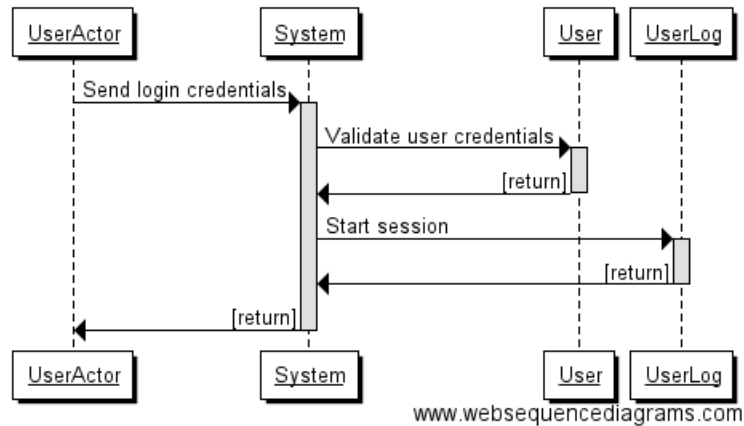 UserActor System User UserLog
Send login credentials
Validate user credentials
[return]
Start session
[return]
[return]
UserActor System User UserLog
www.websequencediagrams.com